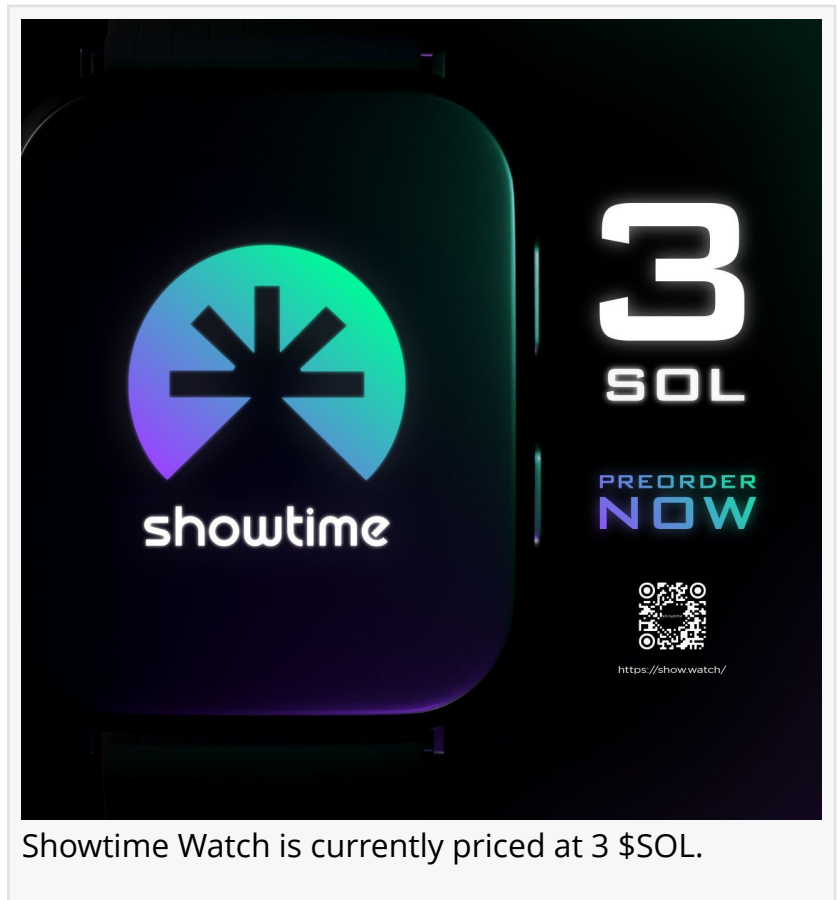 showtime
3
SOL
PREORDER
NOW
https://show.watch/
Showtime Watch is currently priced at 3 $SOL.